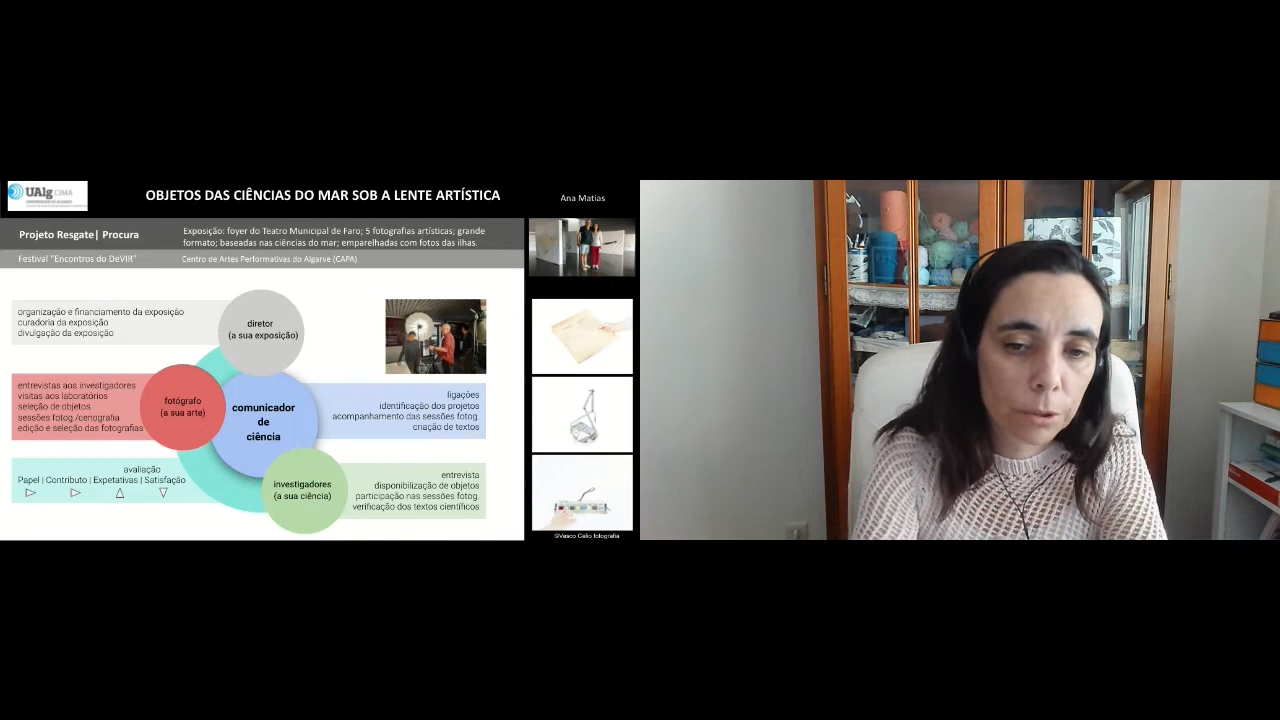 UAlg CIMA
OBJETOS DAS CIÊNCIAS DO MAR SOB A LENTE ARTÍSTICA
Ana Matias
Projeto Resgate| Procura
Exposição: foyer do Teatro Municipal de Faro; 5 fotografias artísticas; grande
formato; baseadas nas ciências do mar; emparelhadas com fotos das ilhas.
Festival "Encontros do DeVIR"
Centro de Artes Performativas do Algarve (CAPA)
organização e financiamento da exposição
curadoria da exposição
divulgação da exposição
diretor
(a sua exposição)
entrevistas aos investigadores
visitas aos laboratórios
seleção de objetos
sessões fotog./cenografia
edição e seleção das fotografias
fotógrafo
(a sua arte)
comunicador
de
ciência
ligações
identificação dos projetos
acompanhamento das sessões fotog.
criação de textos
avaliação
Papel | Contributo | Expetativas | Satisfação
investigadores
(a sua ciência)
entrevista
disponibilização de objetos
participação nas sessões fotog.
verificação dos textos científicos
©Vasco Célio fotografia